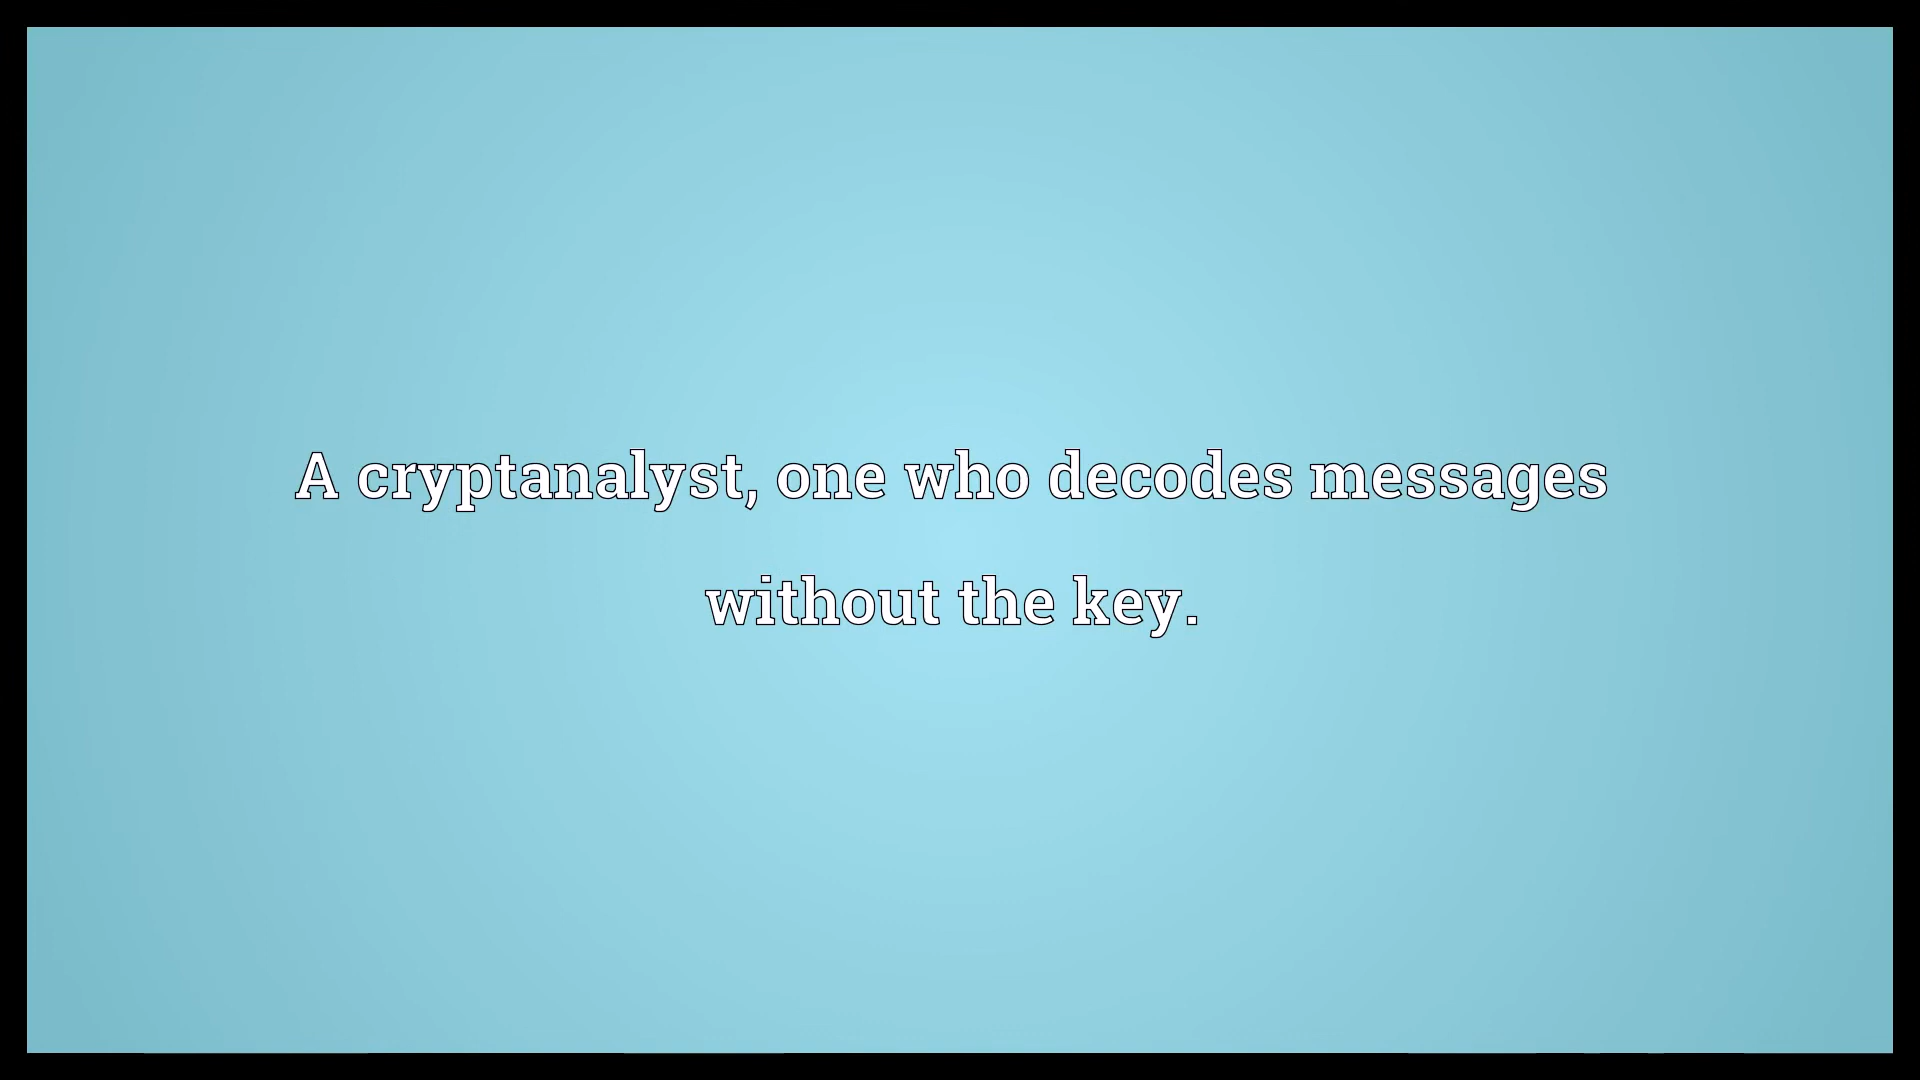 A cryptanalyst, one who decodes messages
without the key.